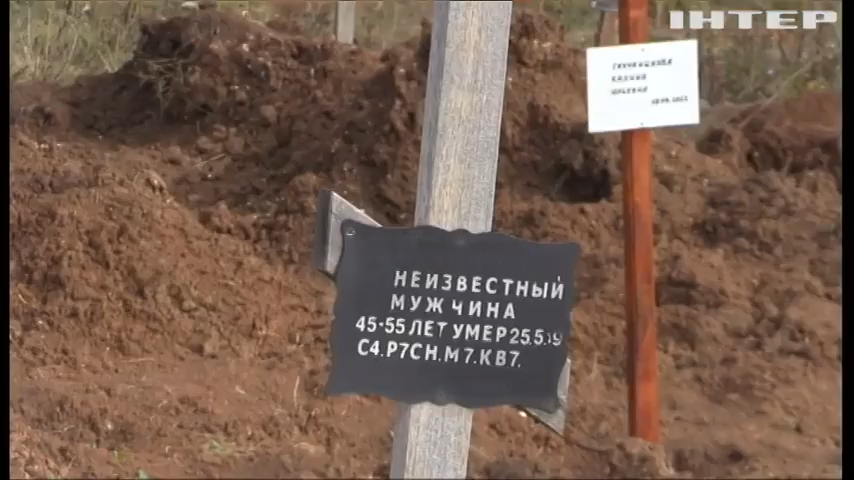 ІНТЕР
НЕИЗВЕСТНЫЙ
МУЖЧИНА
45-55 ЛЕТ УМЕР 25.5.19
С4.Р7СН.М7.КВ7.